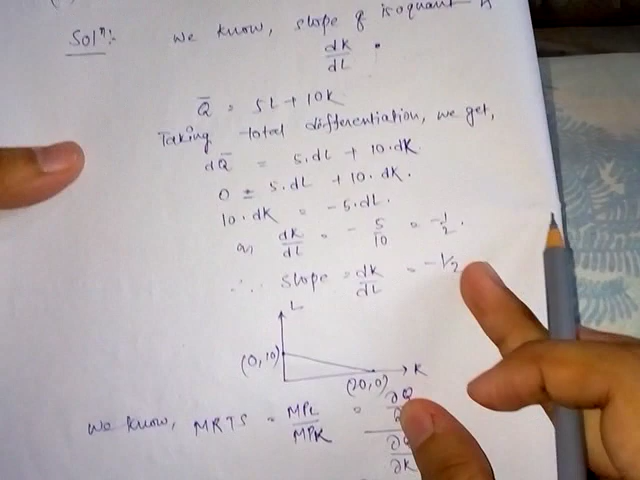 Solⁿ:- We know, slope of isoquant is
dK
dL
Q̄ = 5L + 10K
Taking total differentiation, we get,
dQ̄ = 5.dL + 10.dK
0 = 5.dL + 10.dK.
10.dK = -5.dL.
or, dK/dL = - 5/10 = -1/2.
∴ slope = dK/dL = -1/2
L
(0,10)
K
(20,0)
We know, MRTS = MPL/MPK = ∂Q
∂Q
∂K